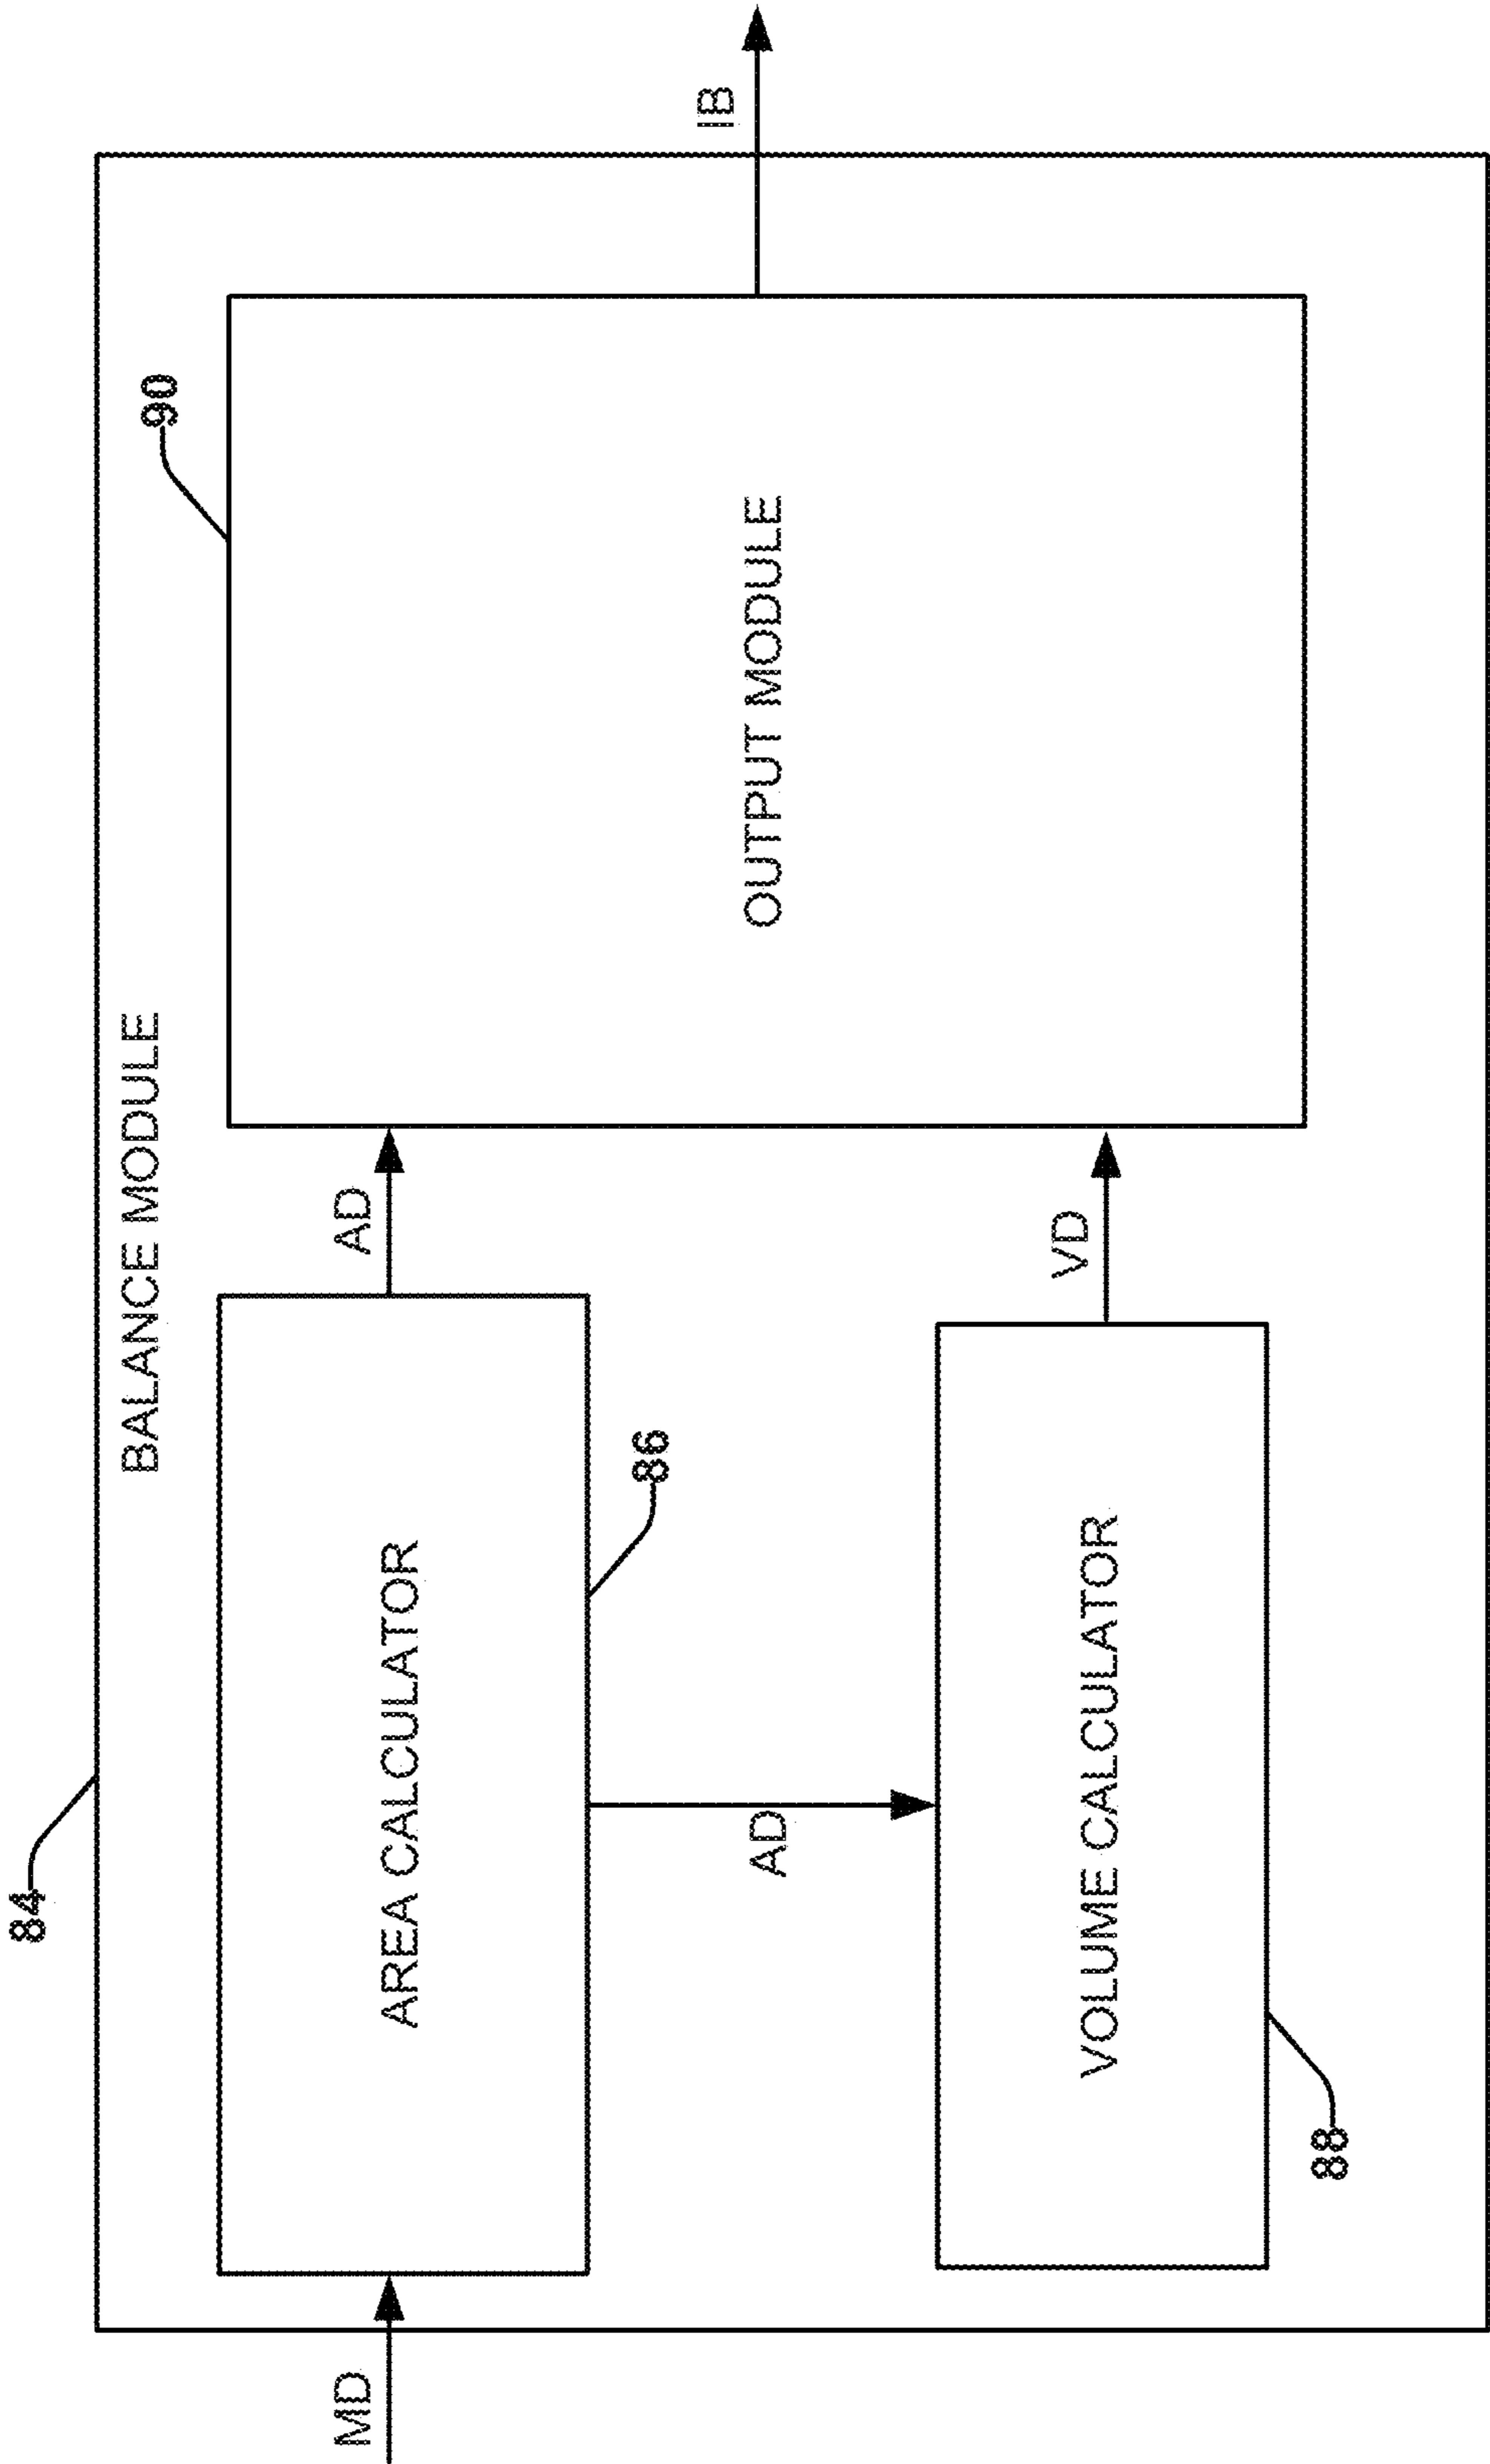 84
BALANCE MODULE
90
MD
AREA CALCULATOR
AD
86
AD
OUTPUT MODULE
IB
VOLUME CALCULATOR
VD
88